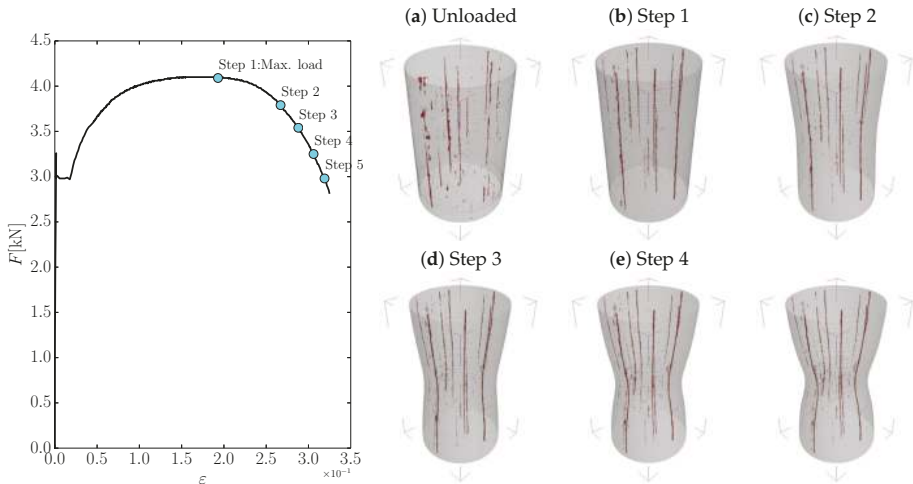 4.5
4.0
3.5
3.0
2.5
2.0
1.5
1.0
0.5
0.0
F[kN]
0.0
0.5
1.0
1.5
2.0
2.5
3.0
3.5
×10⁻¹
ε
Step 1:Max. load
Step 2
Step 3
Step 4
Step 5
(a) Unloaded
(b) Step 1
(c) Step 2
(d) Step 3
(e) Step 4